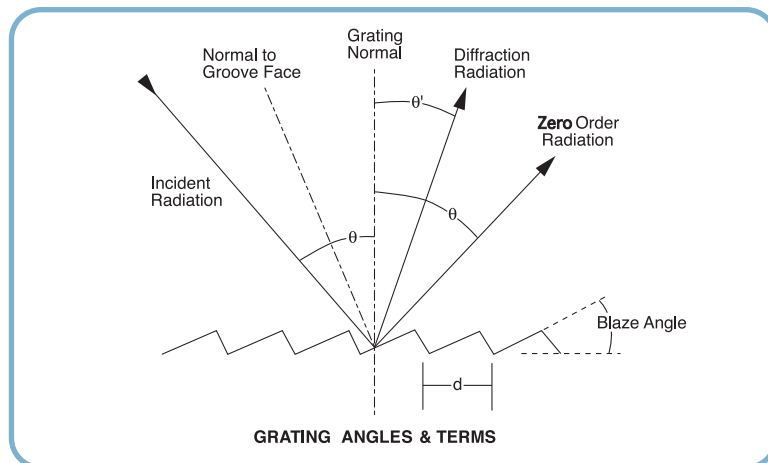 Grating
Normal
Normal to
Groove Face
Diffraction
Radiation
θ'
Zero Order
Radiation
Incident
Radiation
θ
θ
Blaze Angle
d
GRATING ANGLES & TERMS